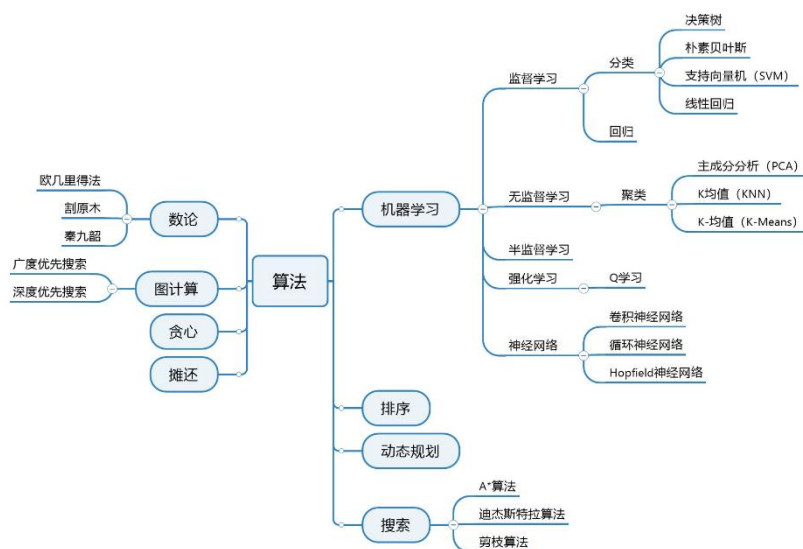 算法
机器学习
监督学习
分类
决策树
朴素贝叶斯
支持向量机（SVM）
线性回归
回归
无监督学习
聚类
主成分分析（PCA）
K均值（KNN）
K-均值（K-Means）
半监督学习
强化学习
Q学习
神经网络
卷积神经网络
循环神经网络
Hopfield神经网络
排序
动态规划
搜索
A*算法
迪杰斯特拉算法
剪枝算法
数论
欧几里得法
割原木
秦九韶
图计算
广度优先搜索
深度优先搜索
贪心
摊还